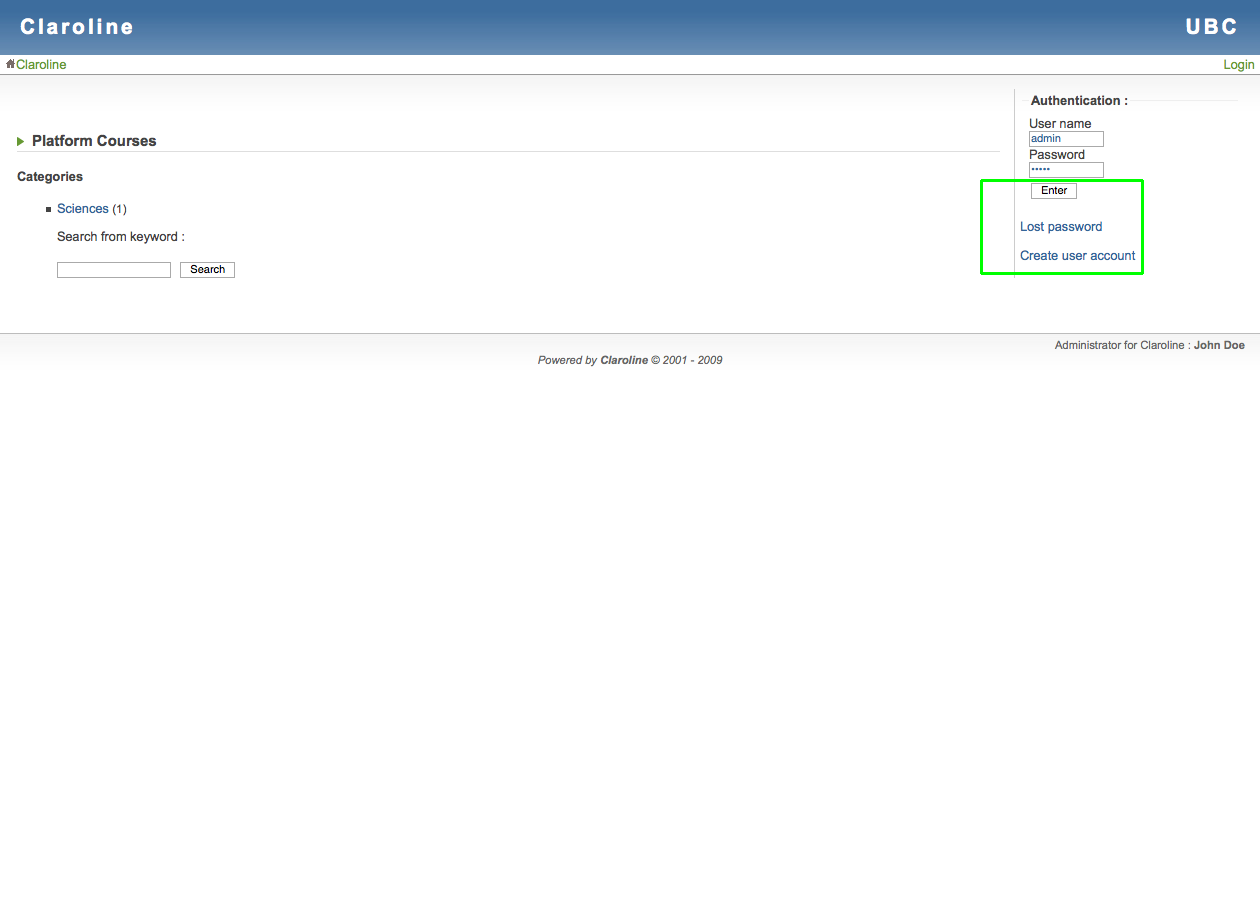 Claroline
UBC
Claroline
Login
Platform Courses
Categories
Sciences (1)
Search from keyword :
Search
Authentication :
User name
admin
Password
•••••
Enter
Lost password
Create user account
Administrator for Claroline : John Doe
Powered by Claroline © 2001 - 2009